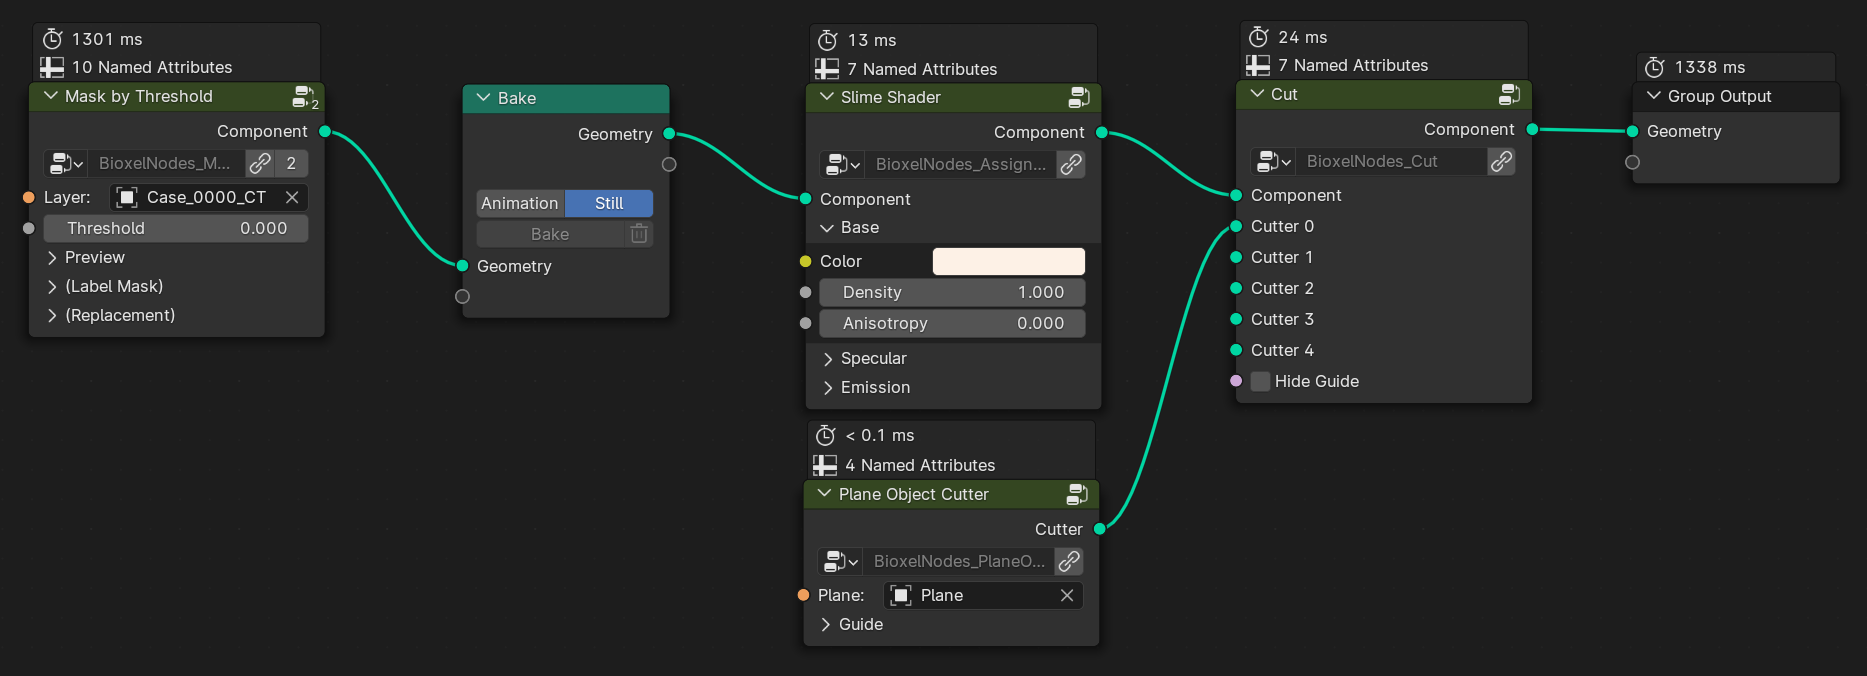 1301 ms
10 Named Attributes
Mask by Threshold
2
Component
BioxelNodes_M...
2
Layer:
Case_0000_CT
Threshold 0.000
Preview
(Label Mask)
(Replacement)
Bake
Geometry
Animation
Still
Bake
Geometry
13 ms
7 Named Attributes
Slime Shader
Component
BioxelNodes_Assign...
Component
Base
Color
Density 1.000
Anisotropy 0.000
Specular
Emission
< 0.1 ms
4 Named Attributes
Plane Object Cutter
Cutter
BioxelNodes_PlaneO...
Plane:
Plane
Guide
24 ms
7 Named Attributes
Cut
Component
BioxelNodes_Cut
Component
Cutter 0
Cutter 1
Cutter 2
Cutter 3
Cutter 4
Hide Guide
1338 ms
Group Output
Geometry